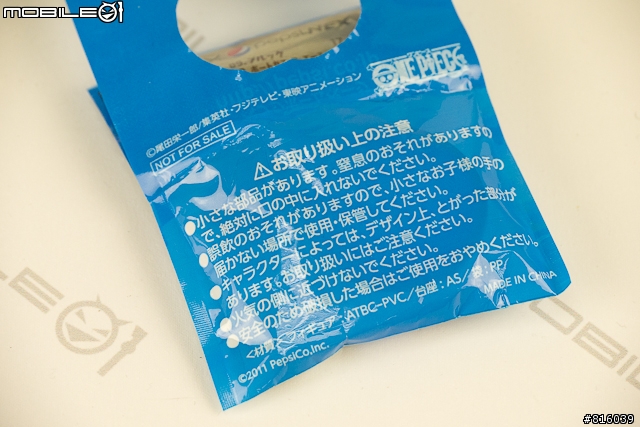 MOBILE01
ONE PIECE
©尾田栄一郎/集英社・フジテレビ・東映アニメーション
NOT FOR SALE
⚠お取り扱い上の注意
●小さな部品があります。窒息のおそれがありますの
で、絶対に口の中に入れないでください。
●誤飲のおそれがありますので、小さなお子様の手の
届かない場所で使用・保管してください。
●キャラクターによっては、デザイン上、とがった部分が
あります。お取り扱いにはご注意ください。
●火気の側に近づけないでください。
●安全のため破損した場合はご使用をおやめください。
<材質>フィギュア:ATBC-PVC/台座:AS/袋:PP
©2011 PepsiCo,Inc.
MADE IN CHINA
#816039